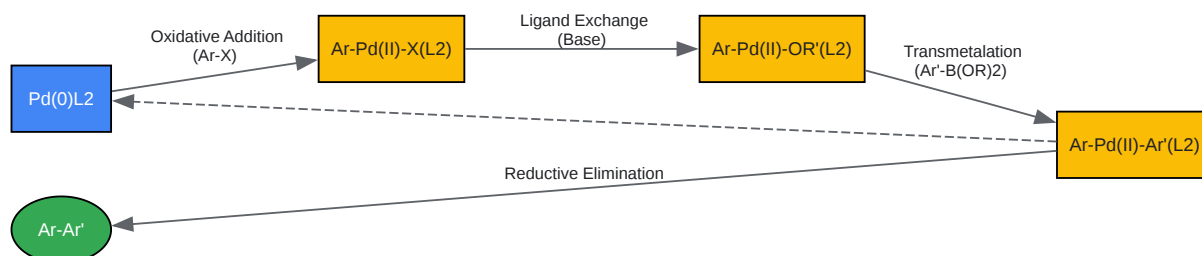 Oxidative Addition
(Ar-X)
Ar-Pd(II)-X(L2)
Ligand Exchange
(Base)
Ar-Pd(II)-OR'(L2)
Transmetalation
(Ar'-B(OR)2)
Pd(0)L2
Ar-Pd(II)-Ar'(L2)
Reductive Elimination
Ar-Ar'